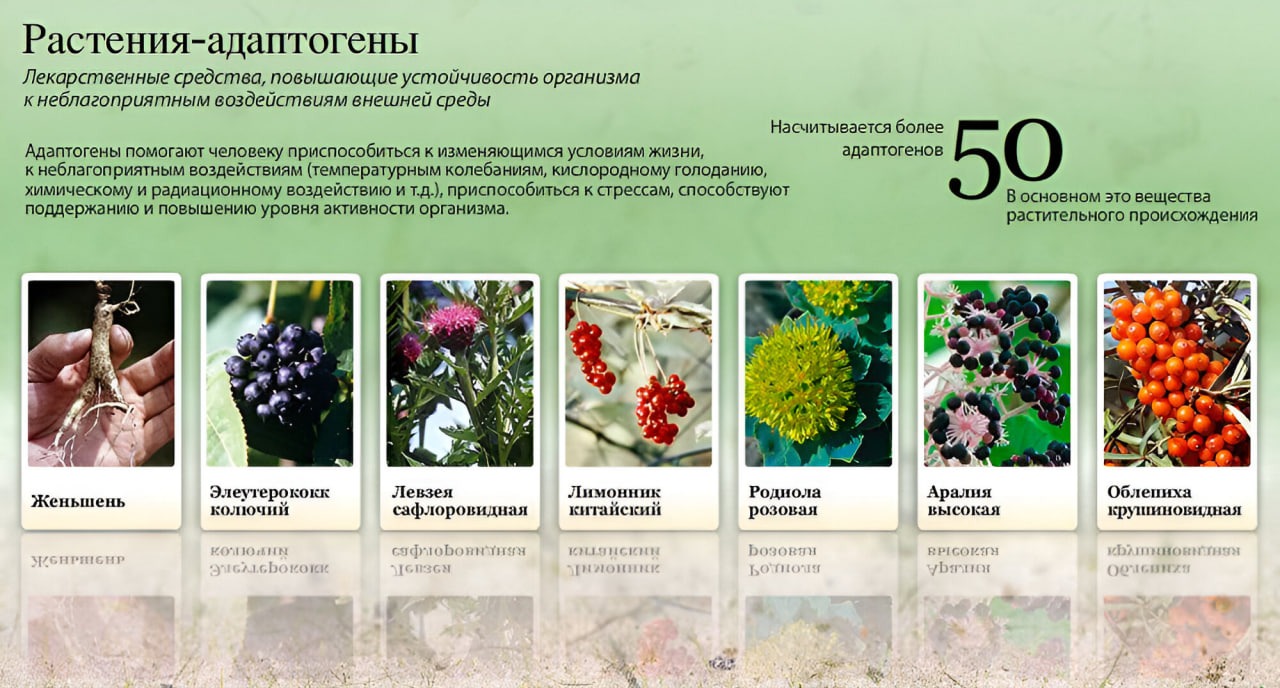 Растения-адаптогены
Лекарственные средства, повышающие устойчивость организма
к неблагоприятным воздействиям внешней среды
Адаптогены помогают человеку приспособиться к изменяющимся условиям жизни,
к неблагоприятным воздействиям (температурным колебаниям, кислородному голоданию,
химическому и радиационному воздействию и т.д.), приспособиться к стрессам, способствуют
поддержанию и повышению уровня активности организма.
Насчитывается более
адаптогенов
50
В основном это вещества
растительного происхождения
Женьшень
Элеутерококк
колючий
Левзея
сафлоровидная
Лимонник
китайский
Родиола
розовая
Аралия
высокая
Облепиха
крушиновидная